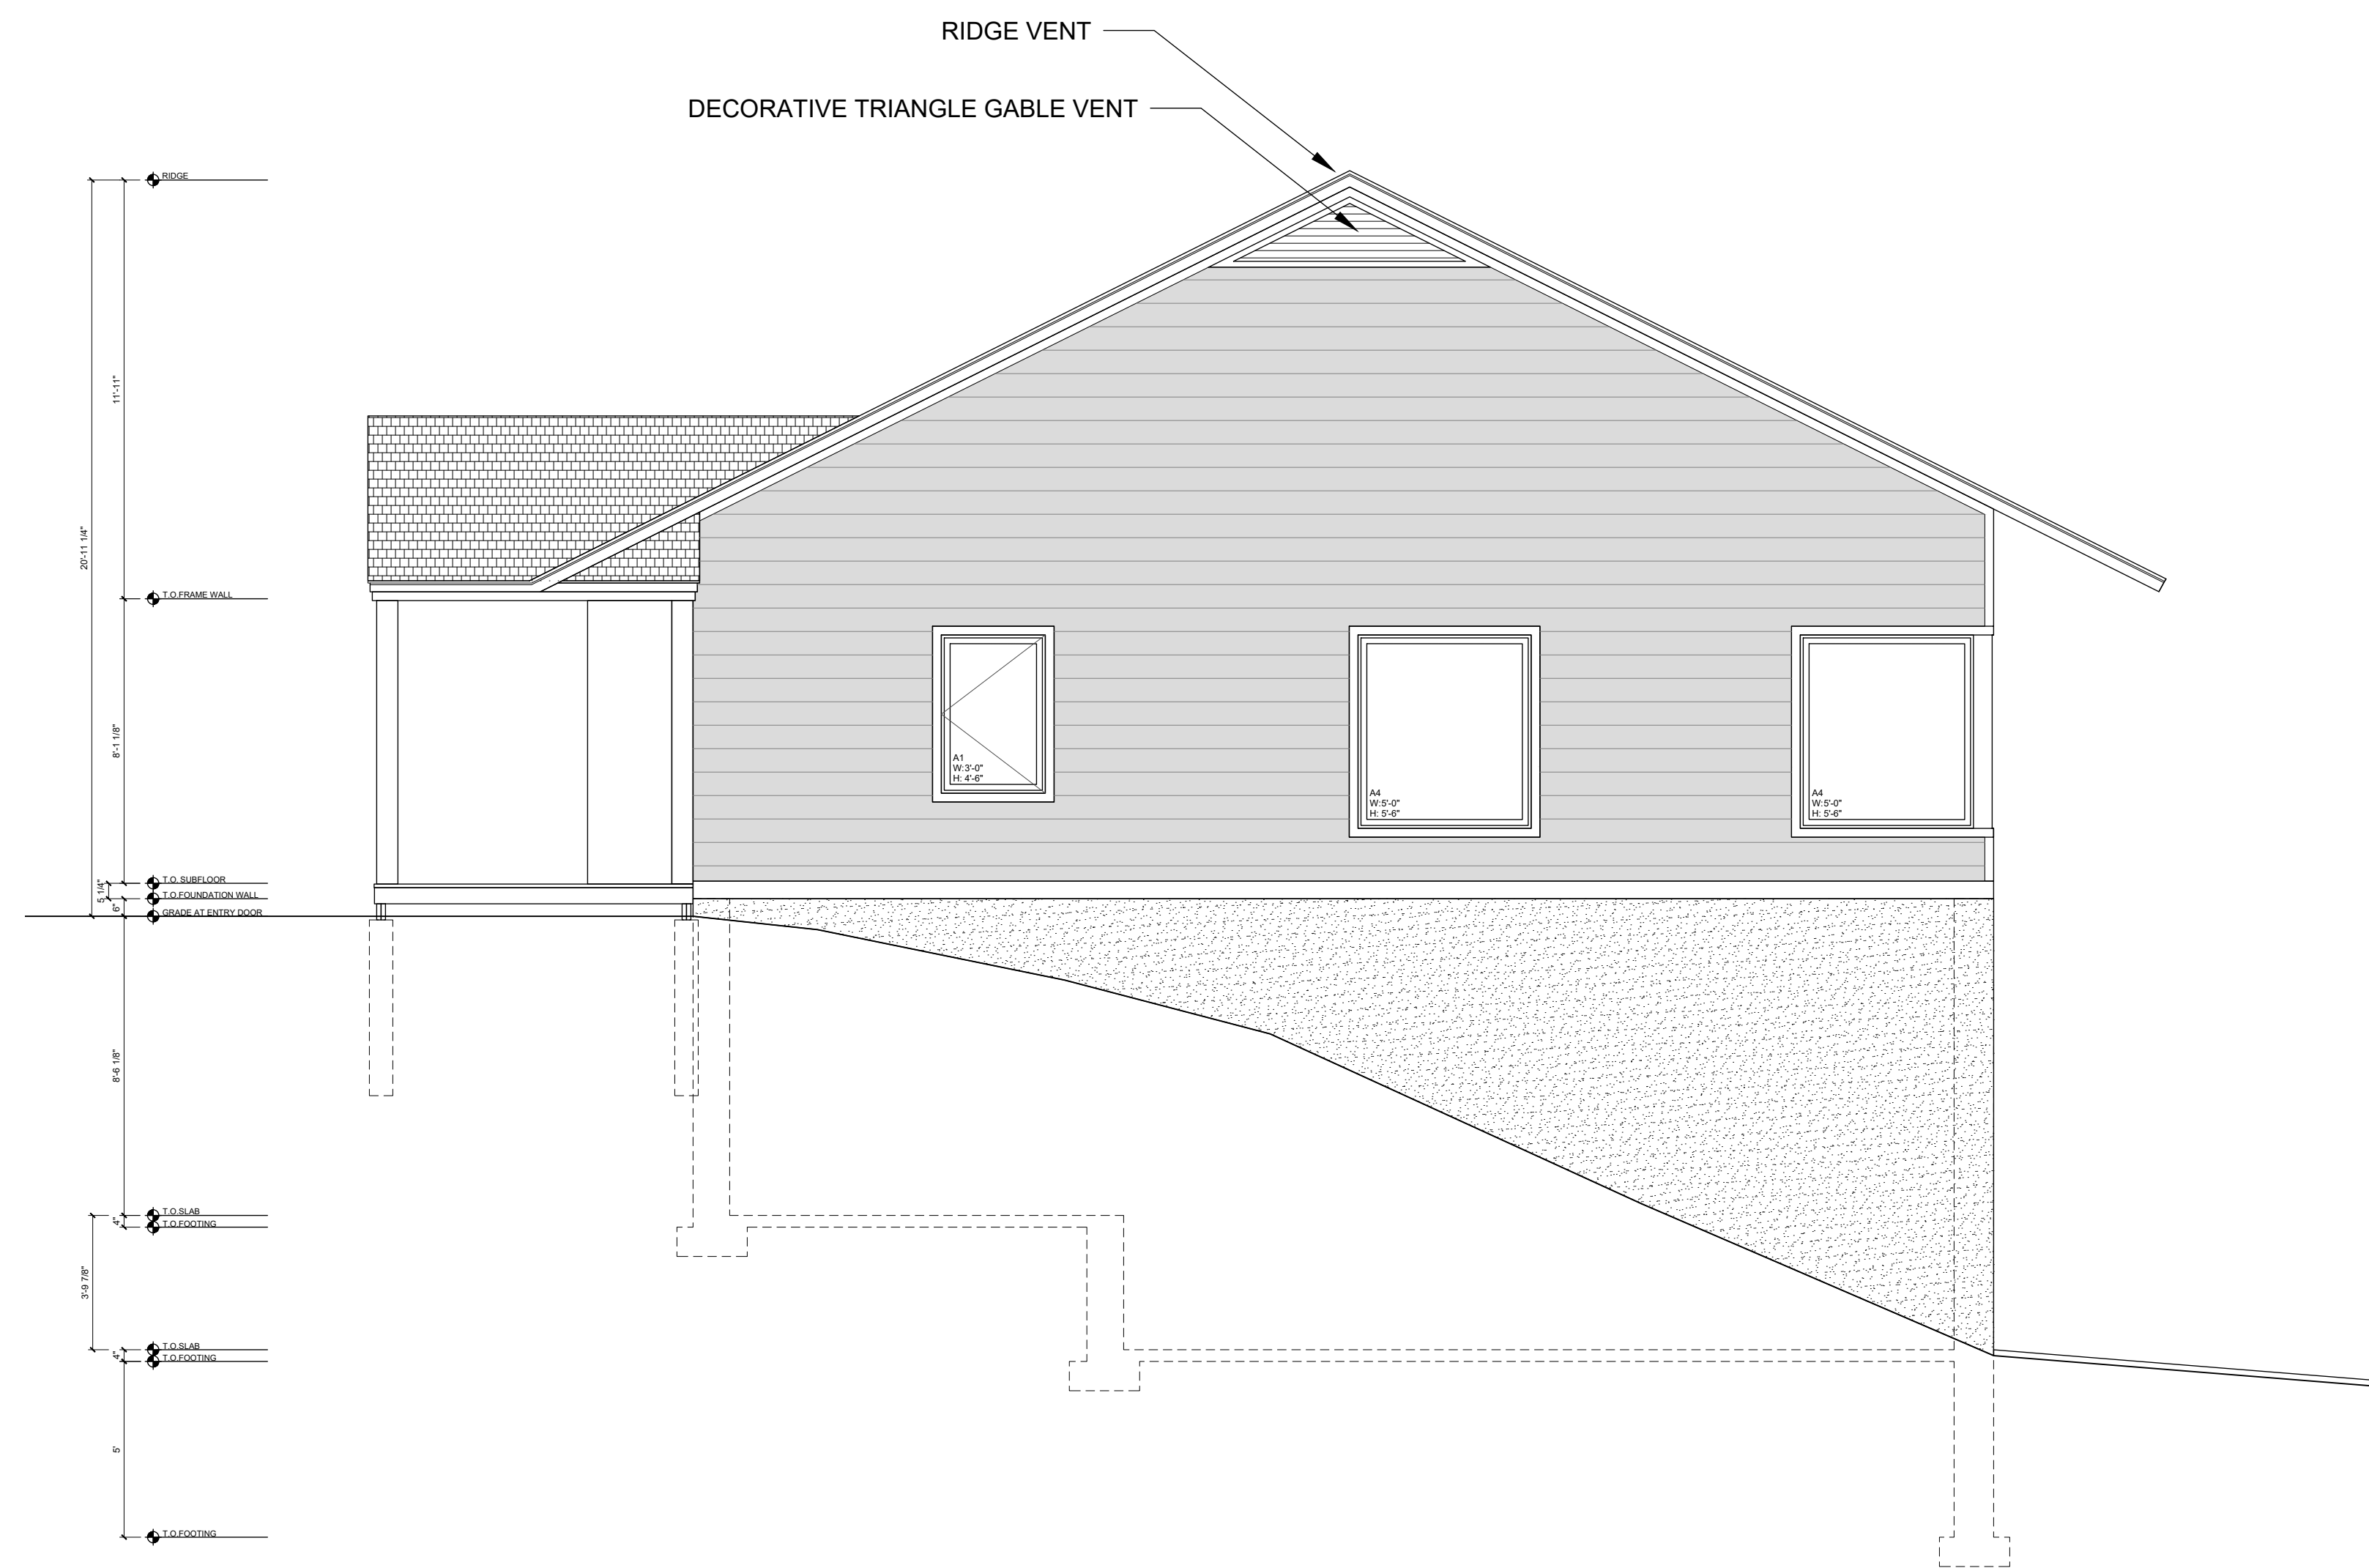 RIDGE VENT
DECORATIVE TRIANGLE GABLE VENT
RIDGE
11'-11"
20'-11 1/4"
T.O.FRAME WALL
8'-1 1/8"
A1
W:3'-0"
H: 4'-6"
A4
W:5'-0"
H: 5'-6"
A4
W:5'-0"
H: 5'-6"
T.O. SUBFLOOR
5 1/4"
T.O.FOUNDATION WALL
6"
GRADE AT ENTRY DOOR
8'-6 1/8"
T.O.SLAB
4"
T.O.FOOTING
3'-9 7/8"
T.O.SLAB
4"
T.O.FOOTING
5'
T.O.FOOTING